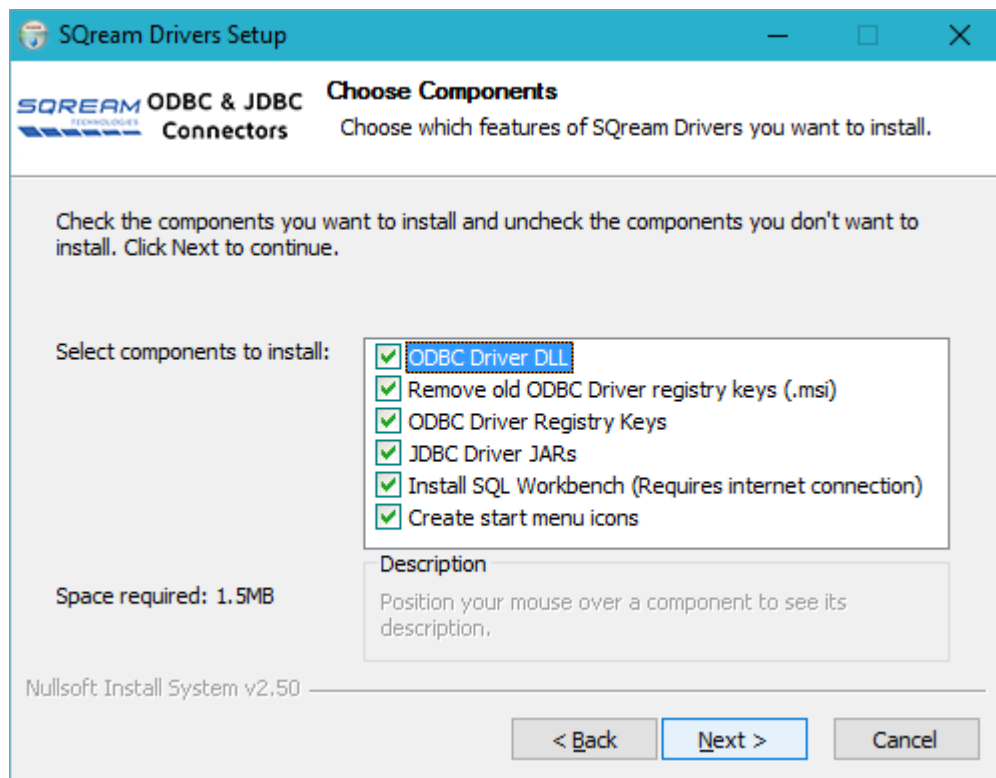 SQream Drivers Setup
SQREAM
TECHNOLOGIES
ODBC & JDBC
Connectors
Choose Components
Choose which features of SQream Drivers you want to install.
Check the components you want to install and uncheck the components you don't want to
install. Click Next to continue.
Select components to install:
ODBC Driver DLL
Remove old ODBC Driver registry keys (.msi)
ODBC Driver Registry Keys
JDBC Driver JARs
Install SQL Workbench (Requires internet connection)
Create start menu icons
Space required: 1.5MB
Description
Position your mouse over a component to see its
description.
Nullsoft Install System v2.50
< Back
Next >
Cancel